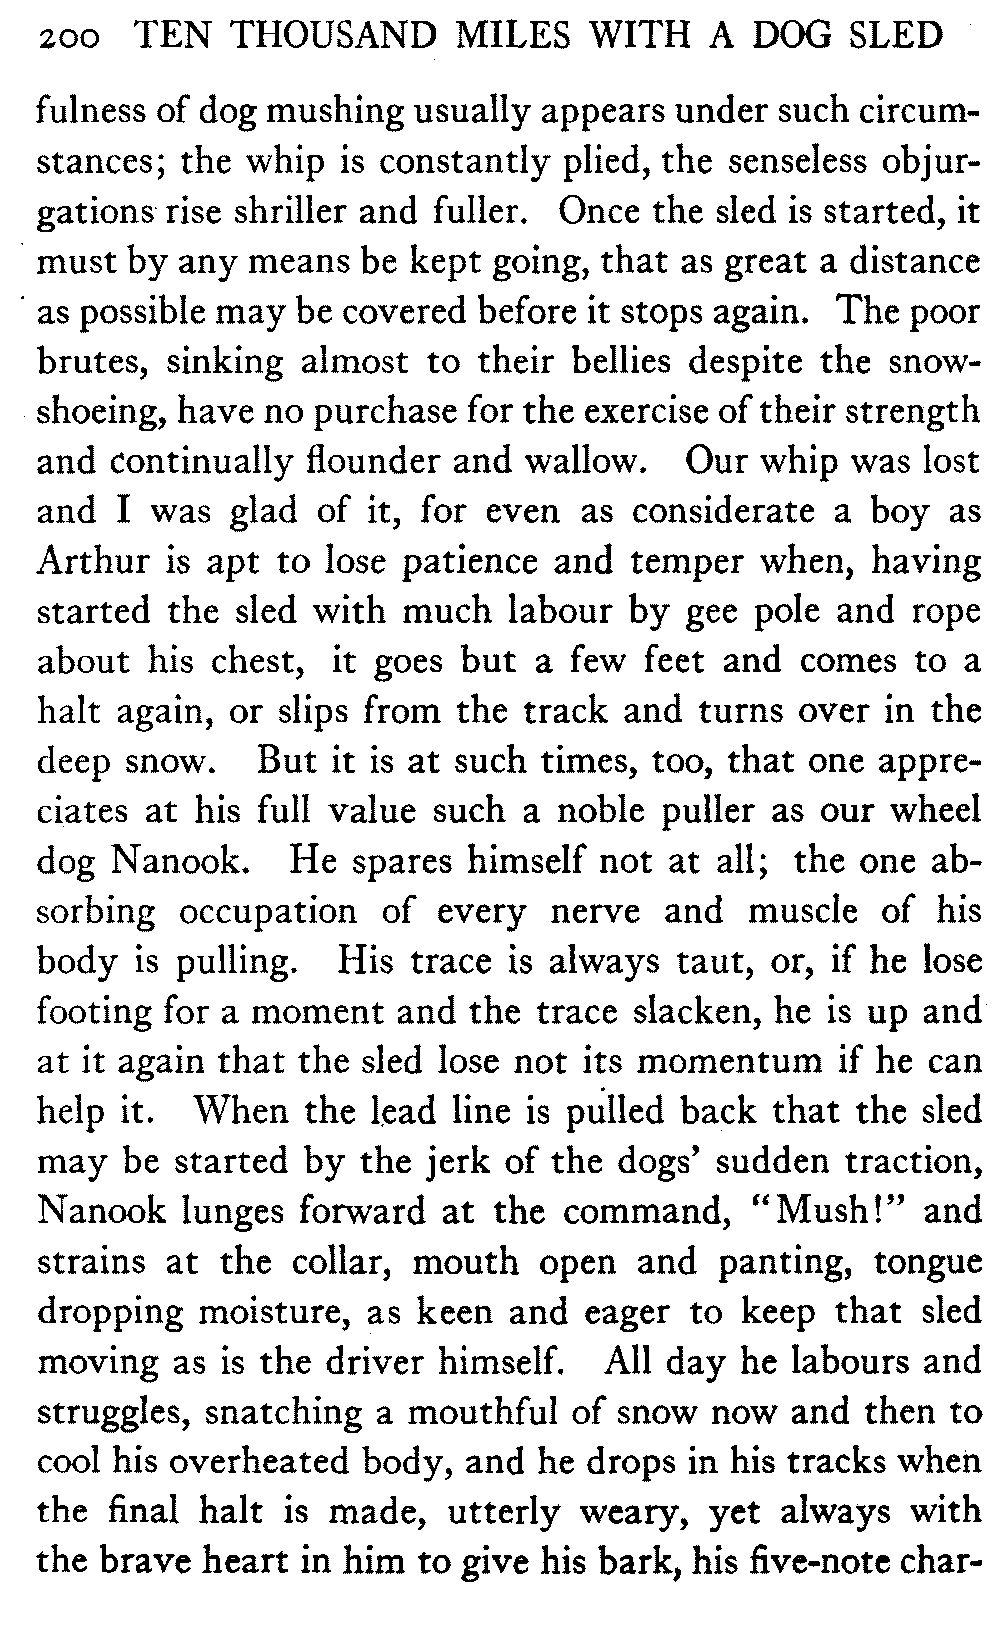 200 TEN THOUSAND MILES WITH A DOG SLED
fulness of dog mushing usually appears under such circum-
stances; the whip is constantly plied, the senseless objur-
gations rise shriller and fuller. Once the sled is started, it
must by any means be kept going, that as great a distance
as possible may be covered before it stops again. The poor
brutes, sinking almost to their bellies despite the snow-
shoeing, have no purchase for the exercise of their strength
and continually flounder and wallow. Our whip was lost
and I was glad of it, for even as considerate a boy as
Arthur is apt to lose patience and temper when, having
started the sled with much labour by gee pole and rope
about his chest, it goes but a few feet and comes to a
halt again, or slips from the track and turns over in the
deep snow. But it is at such times, too, that one appre-
ciates at his full value such a noble puller as our wheel
dog Nanook. He spares himself not at all; the one ab-
sorbing occupation of every nerve and muscle of his
body is pulling. His trace is always taut, or, if he lose
footing for a moment and the trace slacken, he is up and
at it again that the sled lose not its momentum if he can
help it. When the lead line is pulled back that the sled
may be started by the jerk of the dogs' sudden traction,
Nanook lunges forward at the command, "Mush!" and
strains at the collar, mouth open and panting, tongue
dropping moisture, as keen and eager to keep that sled
moving as is the driver himself. All day he labours and
struggles, snatching a mouthful of snow now and then to
cool his overheated body, and he drops in his tracks when
the final halt is made, utterly weary, yet always with
the brave heart in him to give his bark, his five-note char-